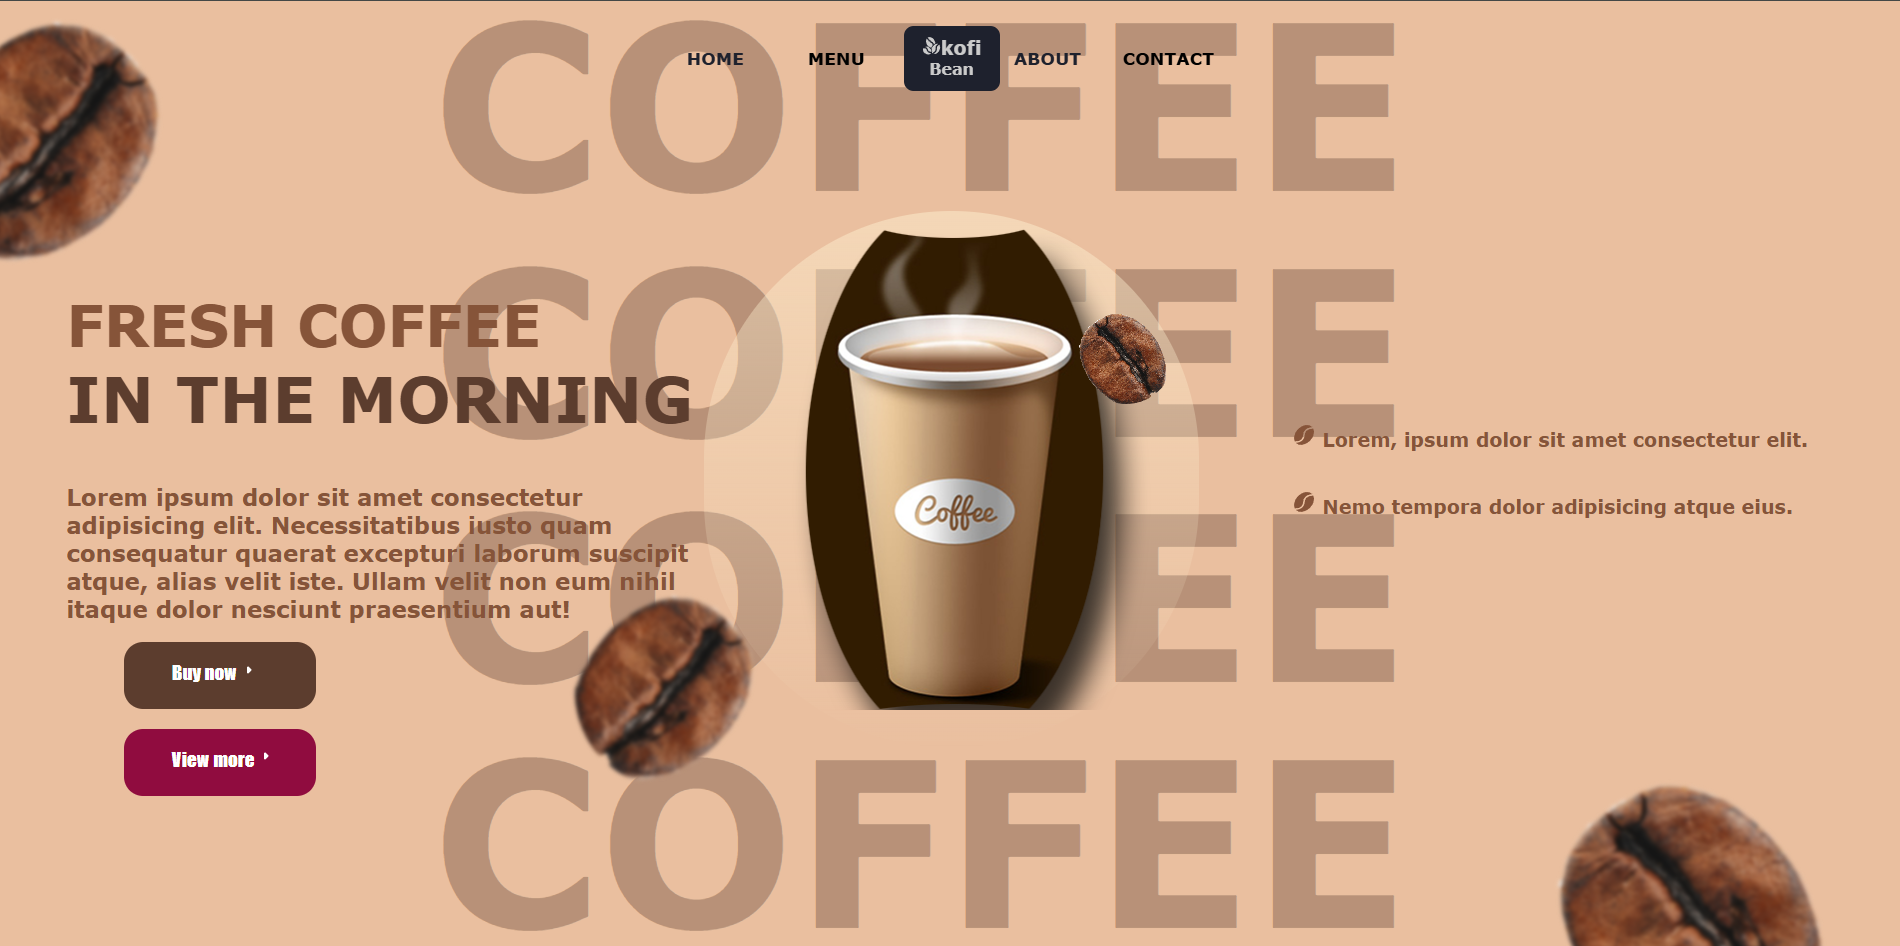 COFFEE
HOME
MENU
kofi
Bean
ABOUT
CONTACT
COFFEE
FRESH COFFEE
IN THE MORNING
Lorem ipsum dolor sit amet consectetur
adipisicing elit. Necessitatibus iusto quam
consequatur quaerat excepturi laborum suscipit
atque, alias velit iste. Ullam velit non eum nihil
itaque dolor nesciunt praesentium aut!
Buy now
View more
Coffee
Lorem, ipsum dolor sit amet consectetur elit.
Nemo tempora dolor adipisicing atque eius.
COFFEE
COFFEE